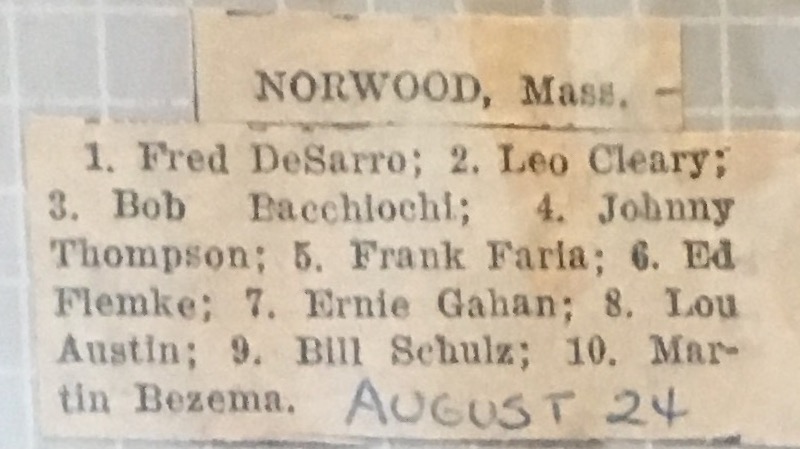 NORWOOD, Mass. —
1. Fred DeSarro; 2. Leo Cleary;
3. Bob Bacchiochi; 4. Johnny
Thompson; 5. Frank Faria; 6. Ed
Flemke; 7. Ernie Gahan; 8. Lou
Austin; 9. Bill Schulz; 10. Mar-
tin Bezema. AUGUST 24